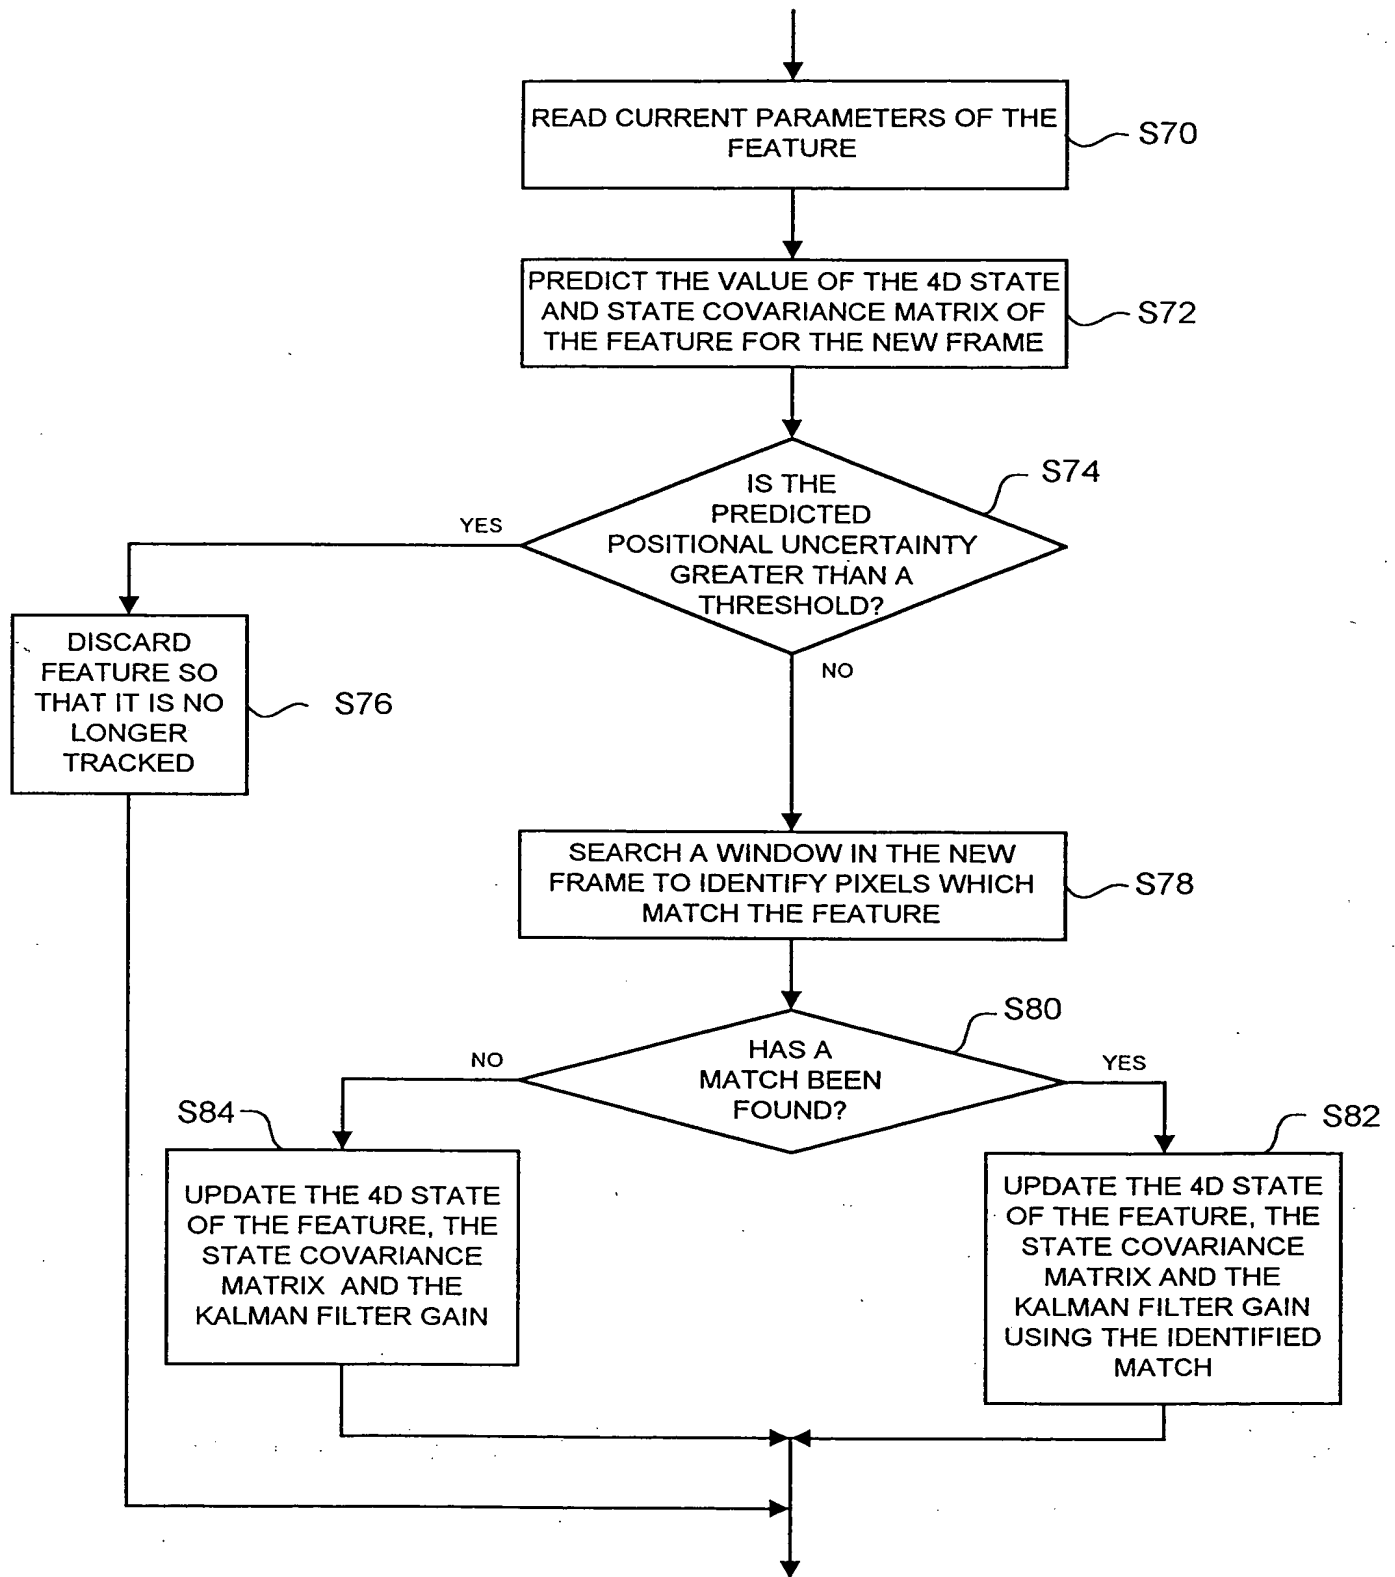 READ CURRENT PARAMETERS OF THE
FEATURE
S70
PREDICT THE VALUE OF THE 4D STATE
AND STATE COVARIANCE MATRIX OF
THE FEATURE FOR THE NEW FRAME
S72
IS THE
PREDICTED
POSITIONAL UNCERTAINTY
GREATER THAN A
THRESHOLD?
S74
YES
NO
DISCARD
FEATURE SO
THAT IT IS NO
LONGER
TRACKED
S76
SEARCH A WINDOW IN THE NEW
FRAME TO IDENTIFY PIXELS WHICH
MATCH THE FEATURE
S78
HAS A
MATCH BEEN
FOUND?
S80
NO
YES
S84
UPDATE THE 4D STATE
OF THE FEATURE, THE
STATE COVARIANCE
MATRIX AND THE
KALMAN FILTER GAIN
S82
UPDATE THE 4D STATE
OF THE FEATURE, THE
STATE COVARIANCE
MATRIX AND THE
KALMAN FILTER GAIN
USING THE IDENTIFIED
MATCH